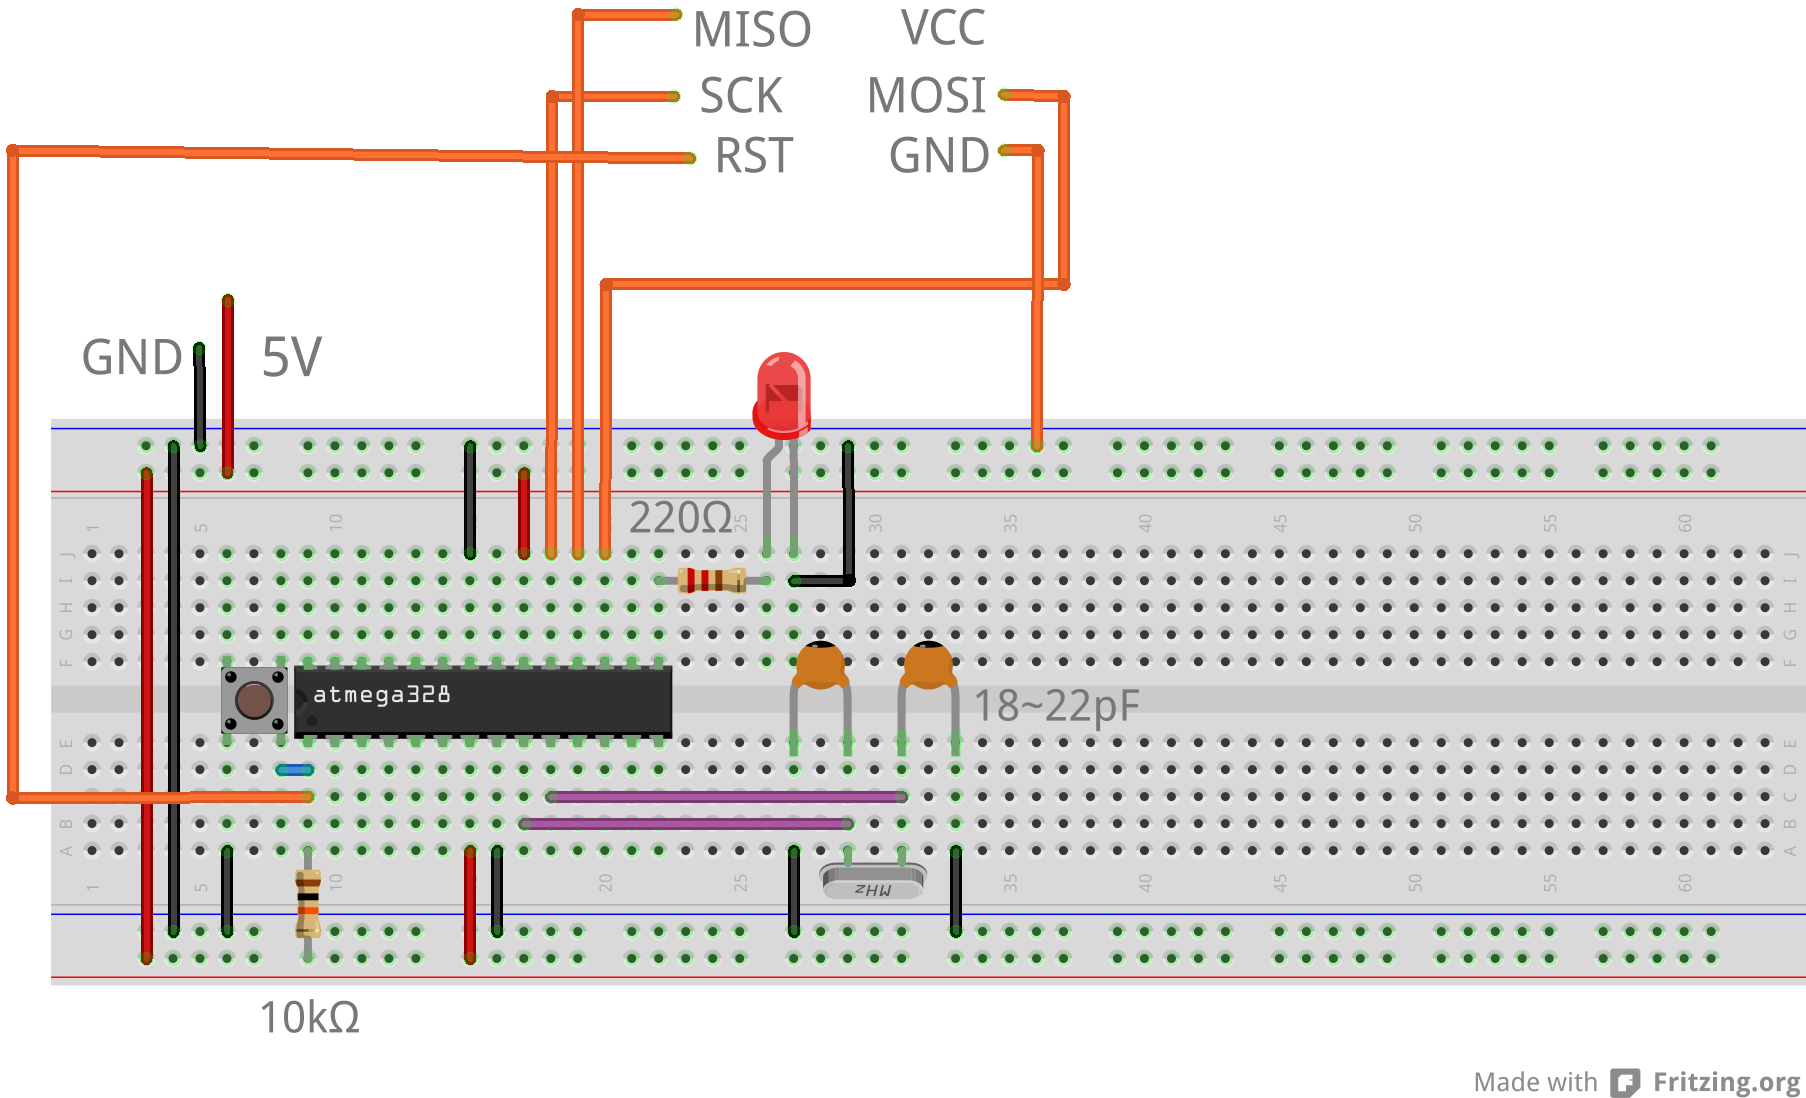 MISO VCC
SCK MOSI
RST GND
GND 5V
220Ω
1 5 10 25 30 35 40 45 50 55 60
J J
I I
H H
G G
F F
atmega328
18~22pF
E E
D D
C C
B B
A A
MHz
1 5 10 20 25 35 40 45 50 55 60
10kΩ
Made with Fritzing.org